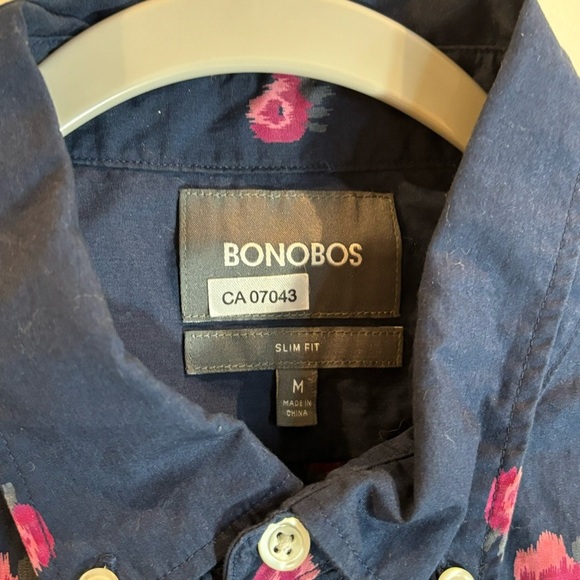 BONOBOS
CA 07043
SLIM FIT
M
MADE IN
CHINA